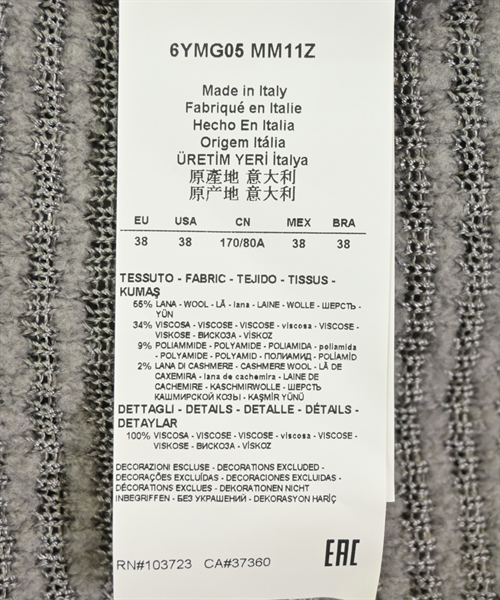 6YMG05 MM11Z
Made in Italy
Fabriqué en Italie
Hecho En Italia
Origem Itália
ÜRETİM YERİ İtalya
原產地 意大利
原产地 意大利
EU USA CN MEX BRA
38 38 170/80A 38 38
TESSUTO - FABRIC - TEJIDO - TISSUS -
KUMAŞ
55% LANA - WOOL - LÃ - lana - LAINE - WOLLE - ШЕРСТЬ -
YÜN
34% VISCOSA - VISCOSE - VISCOSE - viscosa - VISCOSE -
VISKOSE - ВИСКОЗА - VİSKOZ
9% POLIAMMIDE - POLYAMIDE - POLIAMIDA - poliamida
- POLYAMIDE - POLYAMID - ПОЛИАМИД - POLİAMİD
2% LANA DI CASHMERE - CASHMERE WOOL - LÃ DE
CAXEMIRA - lana de cachemira - LAINE DE
CACHEMIRE - KASCHMIRWOLLE - ШЕРСТЬ
КАШМИРСКОЙ КОЗЫ - KAŞMİR YÜNÜ
DETTAGLI - DETAILS - DETALLE - DÉTAILS -
DETAYLAR
100% VISCOSA - VISCOSE - VISCOSE - viscosa - VISCOSE -
VISKOSE - ВИСКОЗА - VİSKOZ
DECORAZIONI ESCLUSE - DECORATIONS EXCLUDED -
DECORAÇÕES EXCLUÍDAS - DECORACIONES EXCLUIDAS -
DÉCORATIONS EXCLUES - DEKORATIONEN NICHT
INBEGRIFFEN - БЕЗ УКРАШЕНИЙ - DEKORASYON HARİÇ
RN#103723 CA#37360
EAC